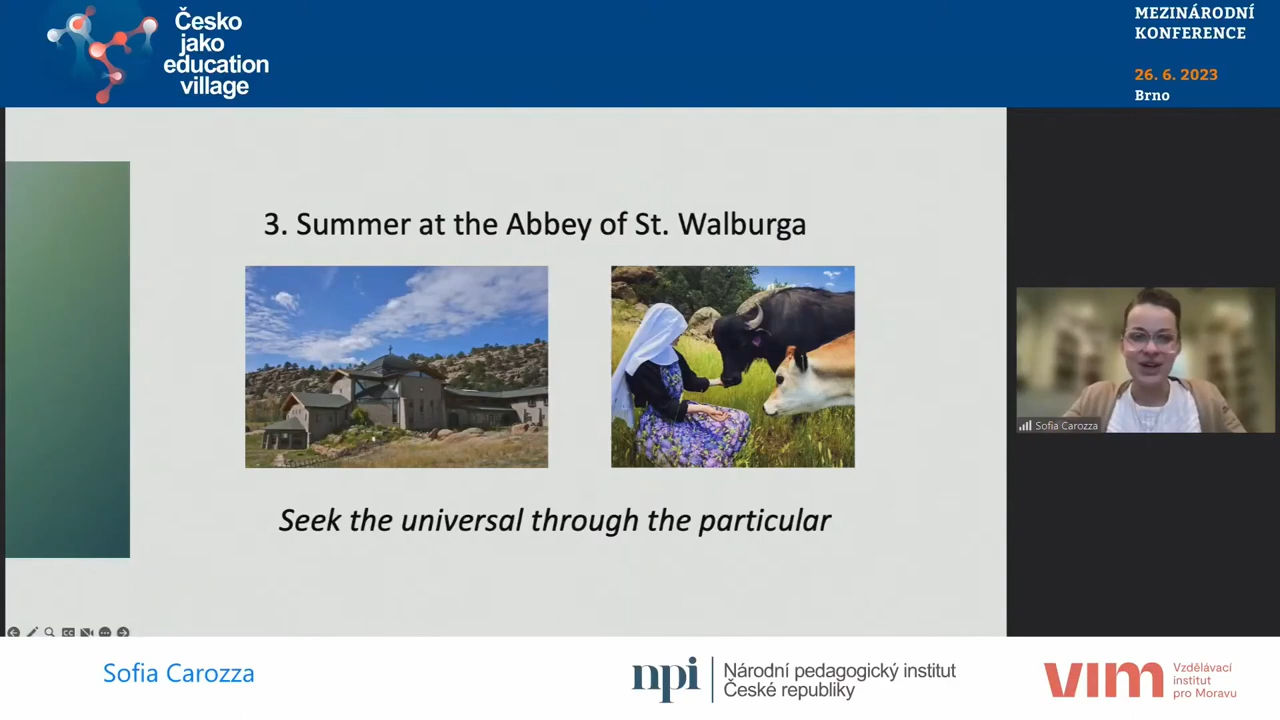 Česko
jako
education
village
MEZINÁRODNÍ
KONFERENCE
26. 6. 2023
Brno
3. Summer at the Abbey of St. Walburga
Seek the universal through the particular
Sofia Carozza
Sofia Carozza
npi
Národní pedagogický institut
České republiky
vim
Vzdělávací
institut
pro Moravu